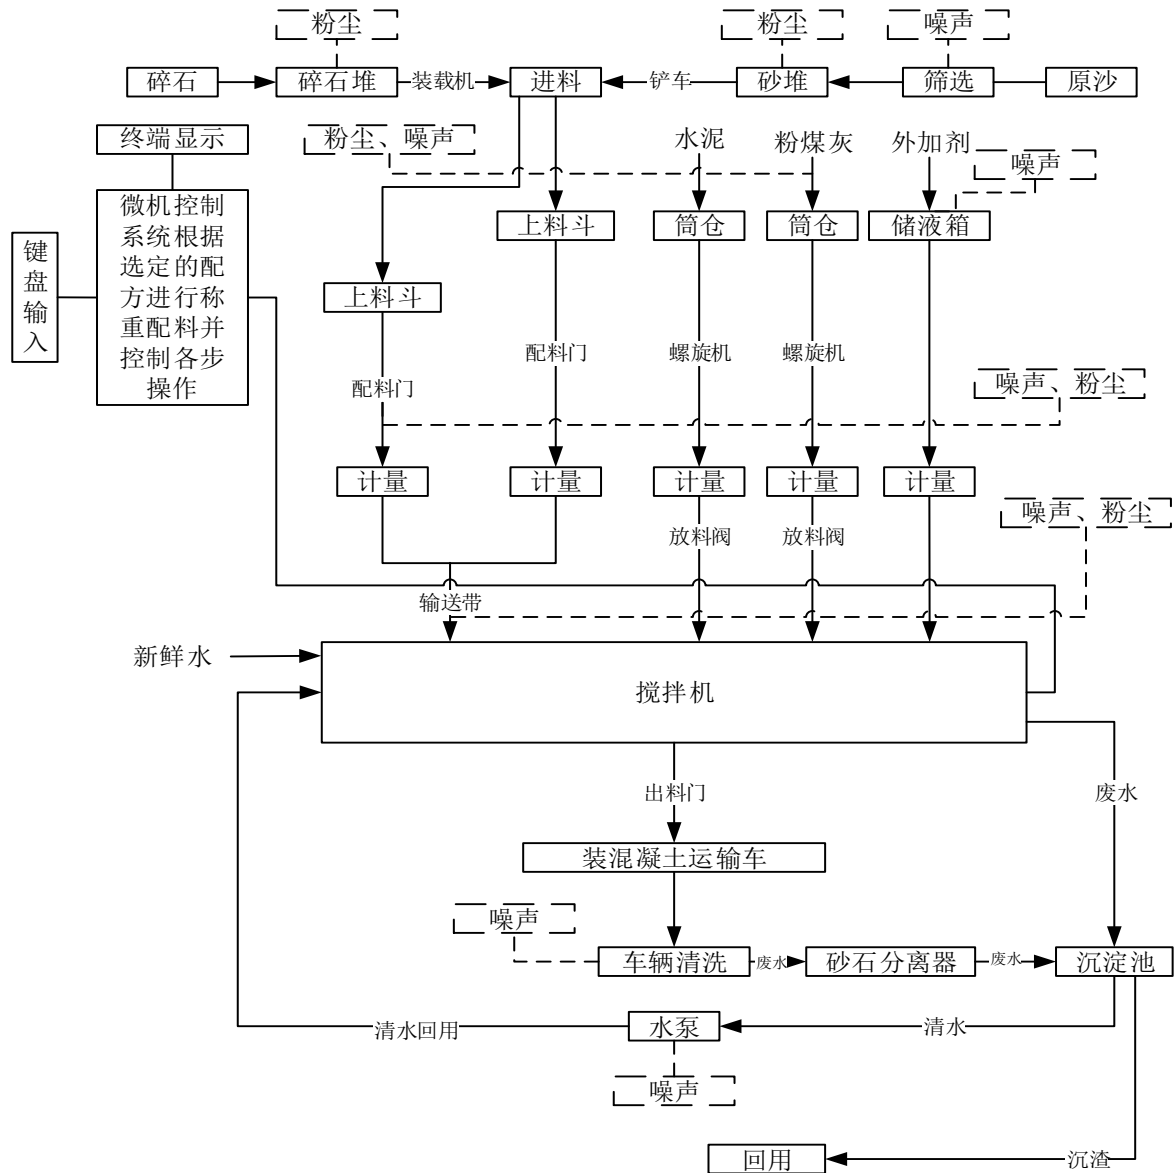 粉尘
粉尘
噪声
碎石
碎石堆
装载机
进料
铲车
砂堆
筛选
原沙
终端显示
粉尘、噪声
水泥
粉煤灰
外加剂
噪声
微机控制
系统根据
选定的配
方进行称
重配料并
控制各步
操作
键
盘
输
入
上料斗
筒仓
筒仓
储液箱
上料斗
配料门
螺旋机
螺旋机
配料门
噪声、粉尘
计量
计量
计量
计量
计量
噪声、粉尘
放料阀
放料阀
输送带
新鲜水
搅拌机
出料门
废水
装混凝土运输车
噪声
车辆清洗
废水
砂石分离器
废水
沉淀池
清水回用
水泵
清水
噪声
回用
沉渣